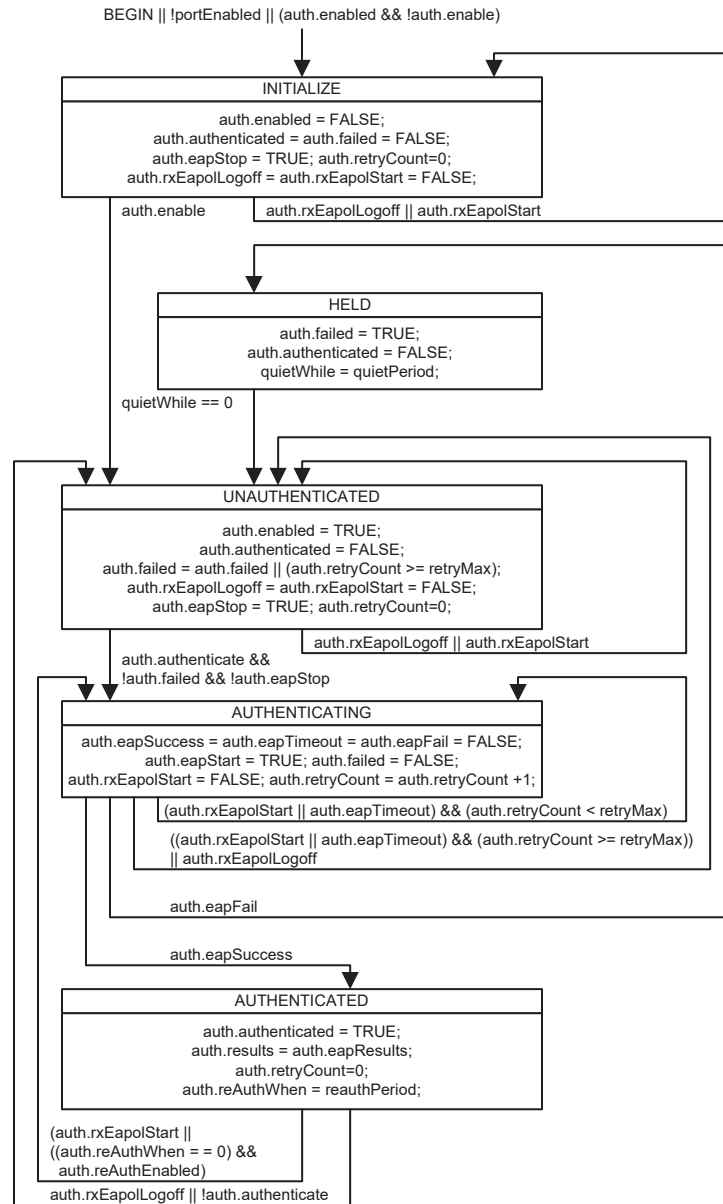 BEGIN || !portEnabled || (auth.enabled && !auth.enable)
INITIALIZE
auth.enabled = FALSE;
auth.authenticated = auth.failed = FALSE;
auth.eapStop = TRUE; auth.retryCount=0;
auth.rxEapolLogoff = auth.rxEapolStart = FALSE;
auth.enable
auth.rxEapolLogoff || auth.rxEapolStart
HELD
auth.failed = TRUE;
auth.authenticated = FALSE;
quietWhile = quietPeriod;
quietWhile == 0
UNAUTHENTICATED
auth.enabled = TRUE;
auth.authenticated = FALSE;
auth.failed = auth.failed || (auth.retryCount >= retryMax);
auth.rxEapolLogoff = auth.rxEapolStart = FALSE;
auth.eapStop = TRUE; auth.retryCount=0;
auth.rxEapolLogoff || auth.rxEapolStart
auth.authenticate &&
!auth.failed && !auth.eapStop
AUTHENTICATING
auth.eapSuccess = auth.eapTimeout = auth.eapFail = FALSE;
auth.eapStart = TRUE; auth.failed = FALSE;
auth.rxEapolStart = FALSE; auth.retryCount = auth.retryCount +1;
(auth.rxEapolStart || auth.eapTimeout) && (auth.retryCount < retryMax)
((auth.rxEapolStart || auth.eapTimeout) && (auth.retryCount >= retryMax))
|| auth.rxEapolLogoff
auth.eapFail
auth.eapSuccess
AUTHENTICATED
auth.authenticated = TRUE;
auth.results = auth.eapResults;
auth.retryCount=0;
auth.reAuthWhen = reauthPeriod;
(auth.rxEapolStart ||
((auth.reAuthWhen = = 0) &&
auth.reAuthEnabled)
auth.rxEapolLogoff || !auth.authenticate